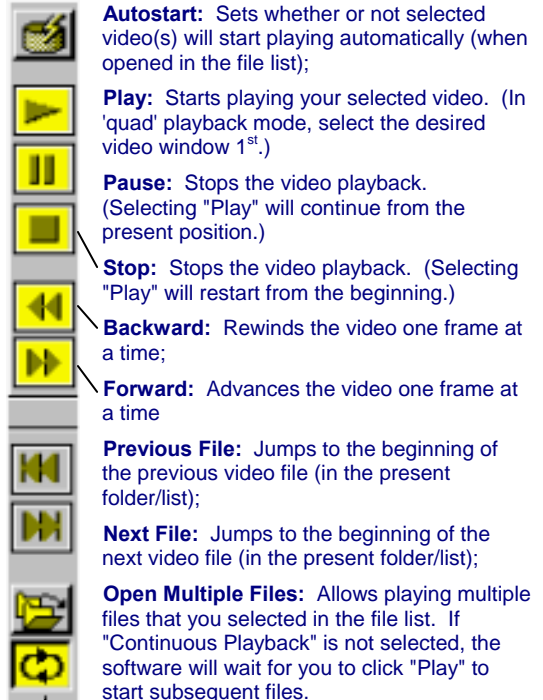 Autostart: Sets whether or not selected
video(s) will start playing automatically (when
opened in the file list);
Play: Starts playing your selected video. (In
'quad' playback mode, select the desired
video window 1st.)
Pause: Stops the video playback.
(Selecting "Play" will continue from the
present position.)
Stop: Stops the video playback. (Selecting
"Play" will restart from the beginning.)
Backward: Rewinds the video one frame at
a time;
Forward: Advances the video one frame at
a time
Previous File: Jumps to the beginning of
the previous video file (in the present
folder/list);
Next File: Jumps to the beginning of the
next video file (in the present folder/list);
Open Multiple Files: Allows playing multiple
files that you selected in the file list. If
"Continuous Playback" is not selected, the
software will wait for you to click "Play" to
start subsequent files.